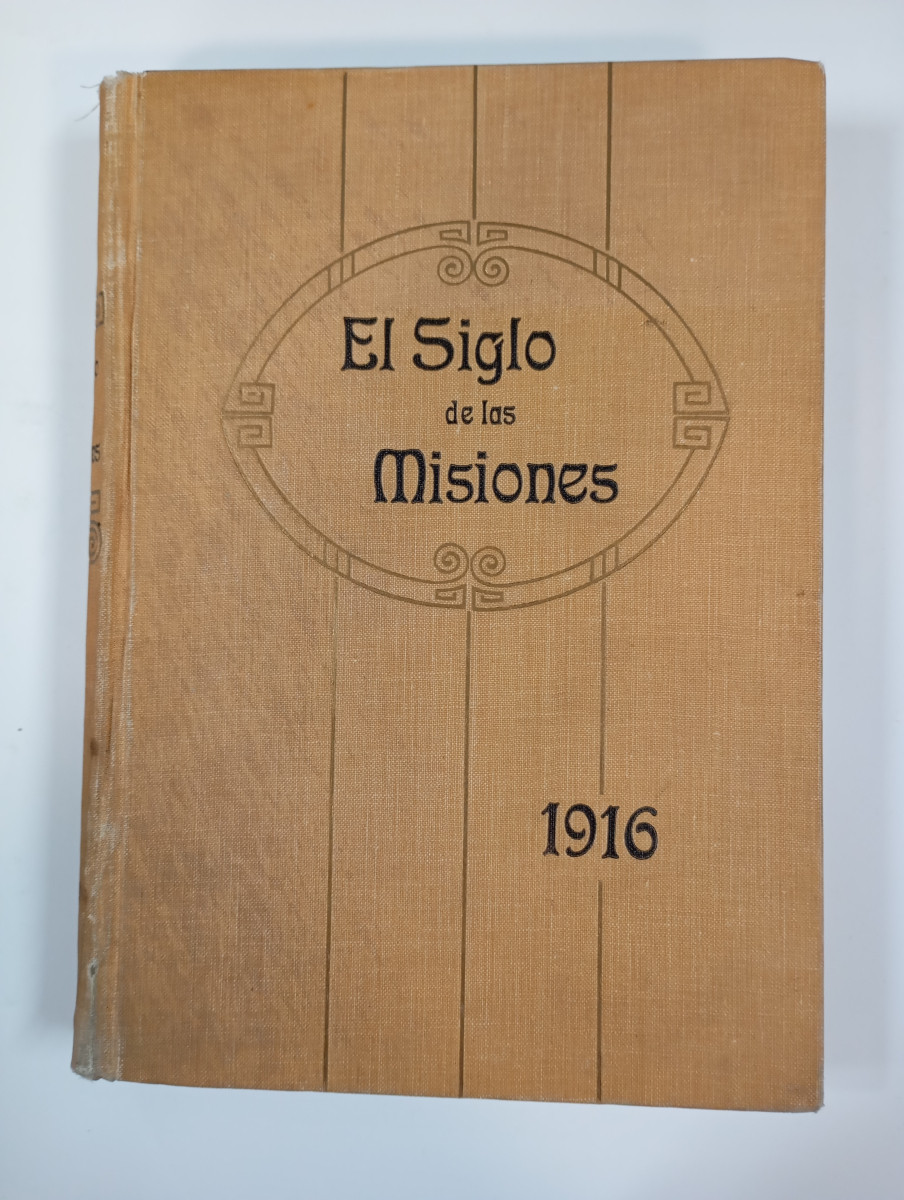 El Siglo
de las
Misiones
1916